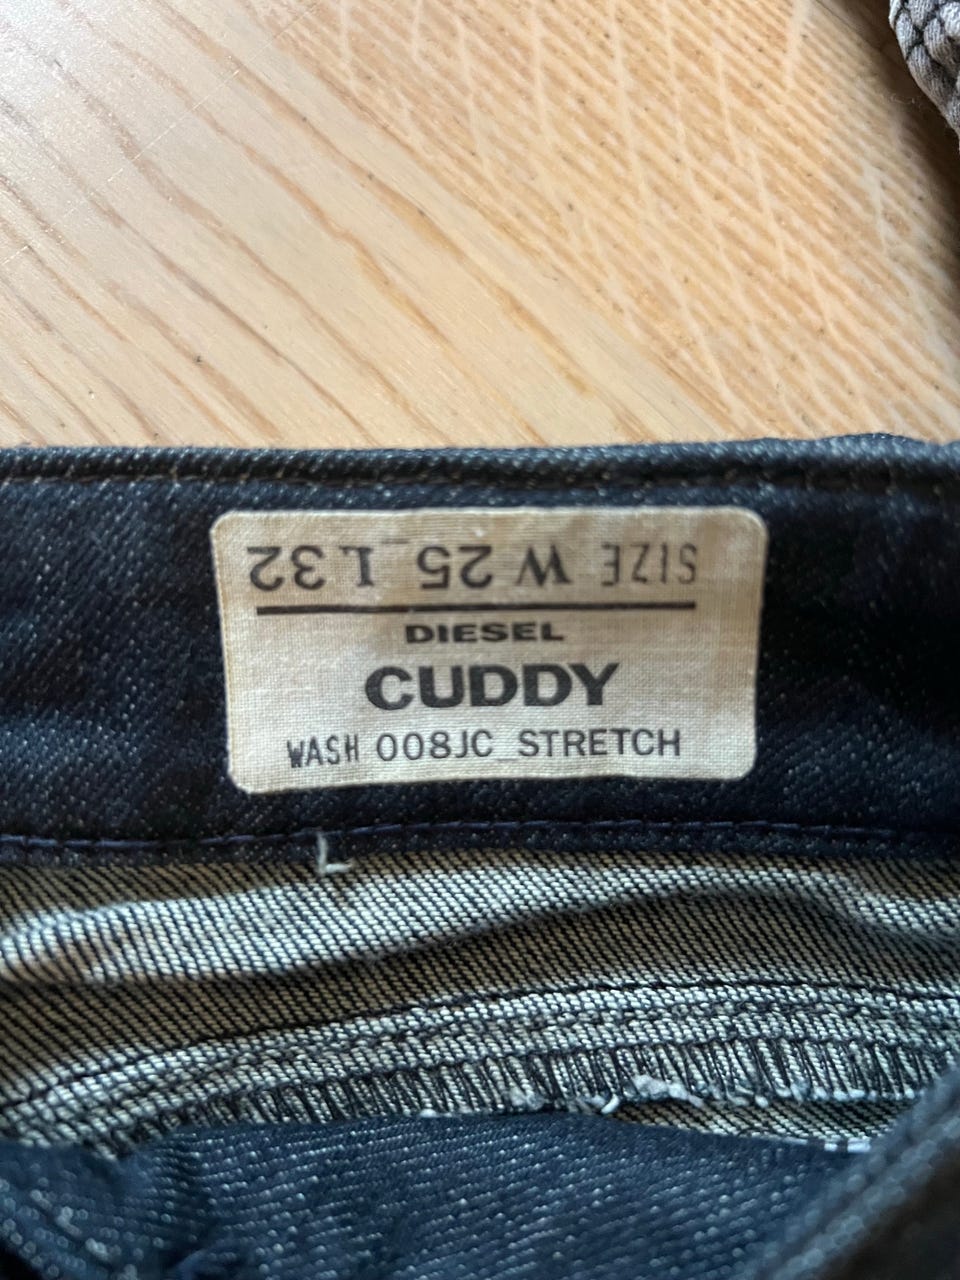 SIZE W 25 L 32
DIESEL
CUDDY
WASH 008JC_STRETCH